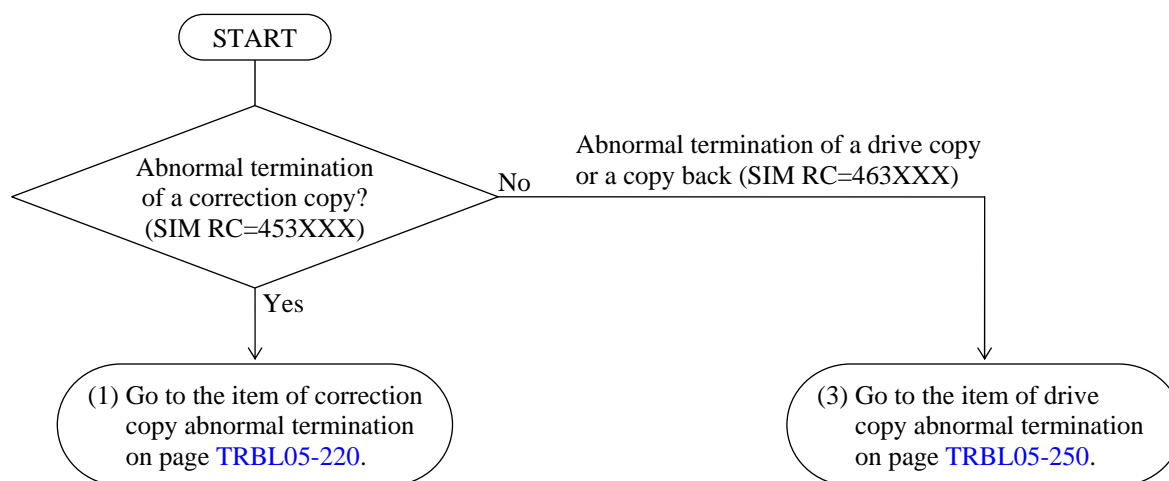 START
Abnormal termination
of a correction copy?
(SIM RC=453XXX)
No
Abnormal termination of a drive copy
or a copy back (SIM RC=463XXX)
Yes
(1) Go to the item of correction
copy abnormal termination
on page TRBL05-220.
(3) Go to the item of drive
copy abnormal termination
on page TRBL05-250.